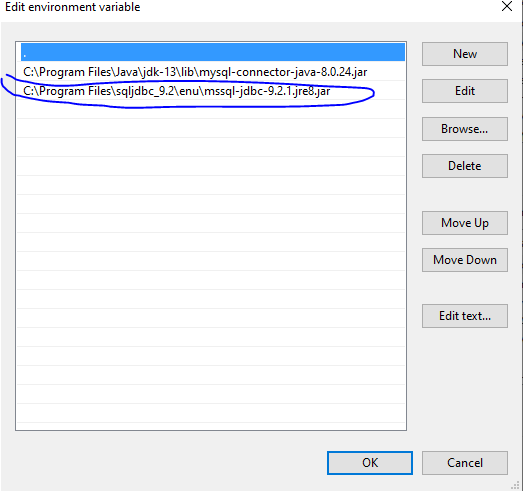 Edit environment variable
.
C:\Program Files\Java\jdk-13\lib\mysql-connector-java-8.0.24.jar
C:\Program Files\sqljdbc_9.2\enu\mssql-jdbc-9.2.1.jre8.jar
New
Edit
Browse...
Delete
Move Up
Move Down
Edit text...
OK
Cancel